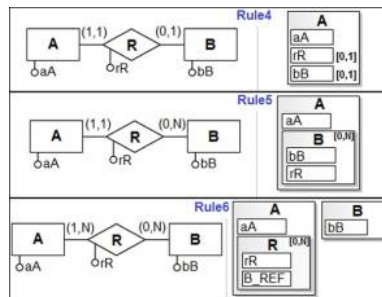 Rule4
A (1,1) R (0,1) B
aA rR bB
A
aA
rR [0,1]
bB [0,1]
Rule5
A (1,1) R (0,N) B
aA rR bB
A
aA
B [0,N]
bB
rR
Rule6
A (1,N) R (0,N) B
aA rR bB
A
aA
R [0,N]
rR
B_REF
B
bB